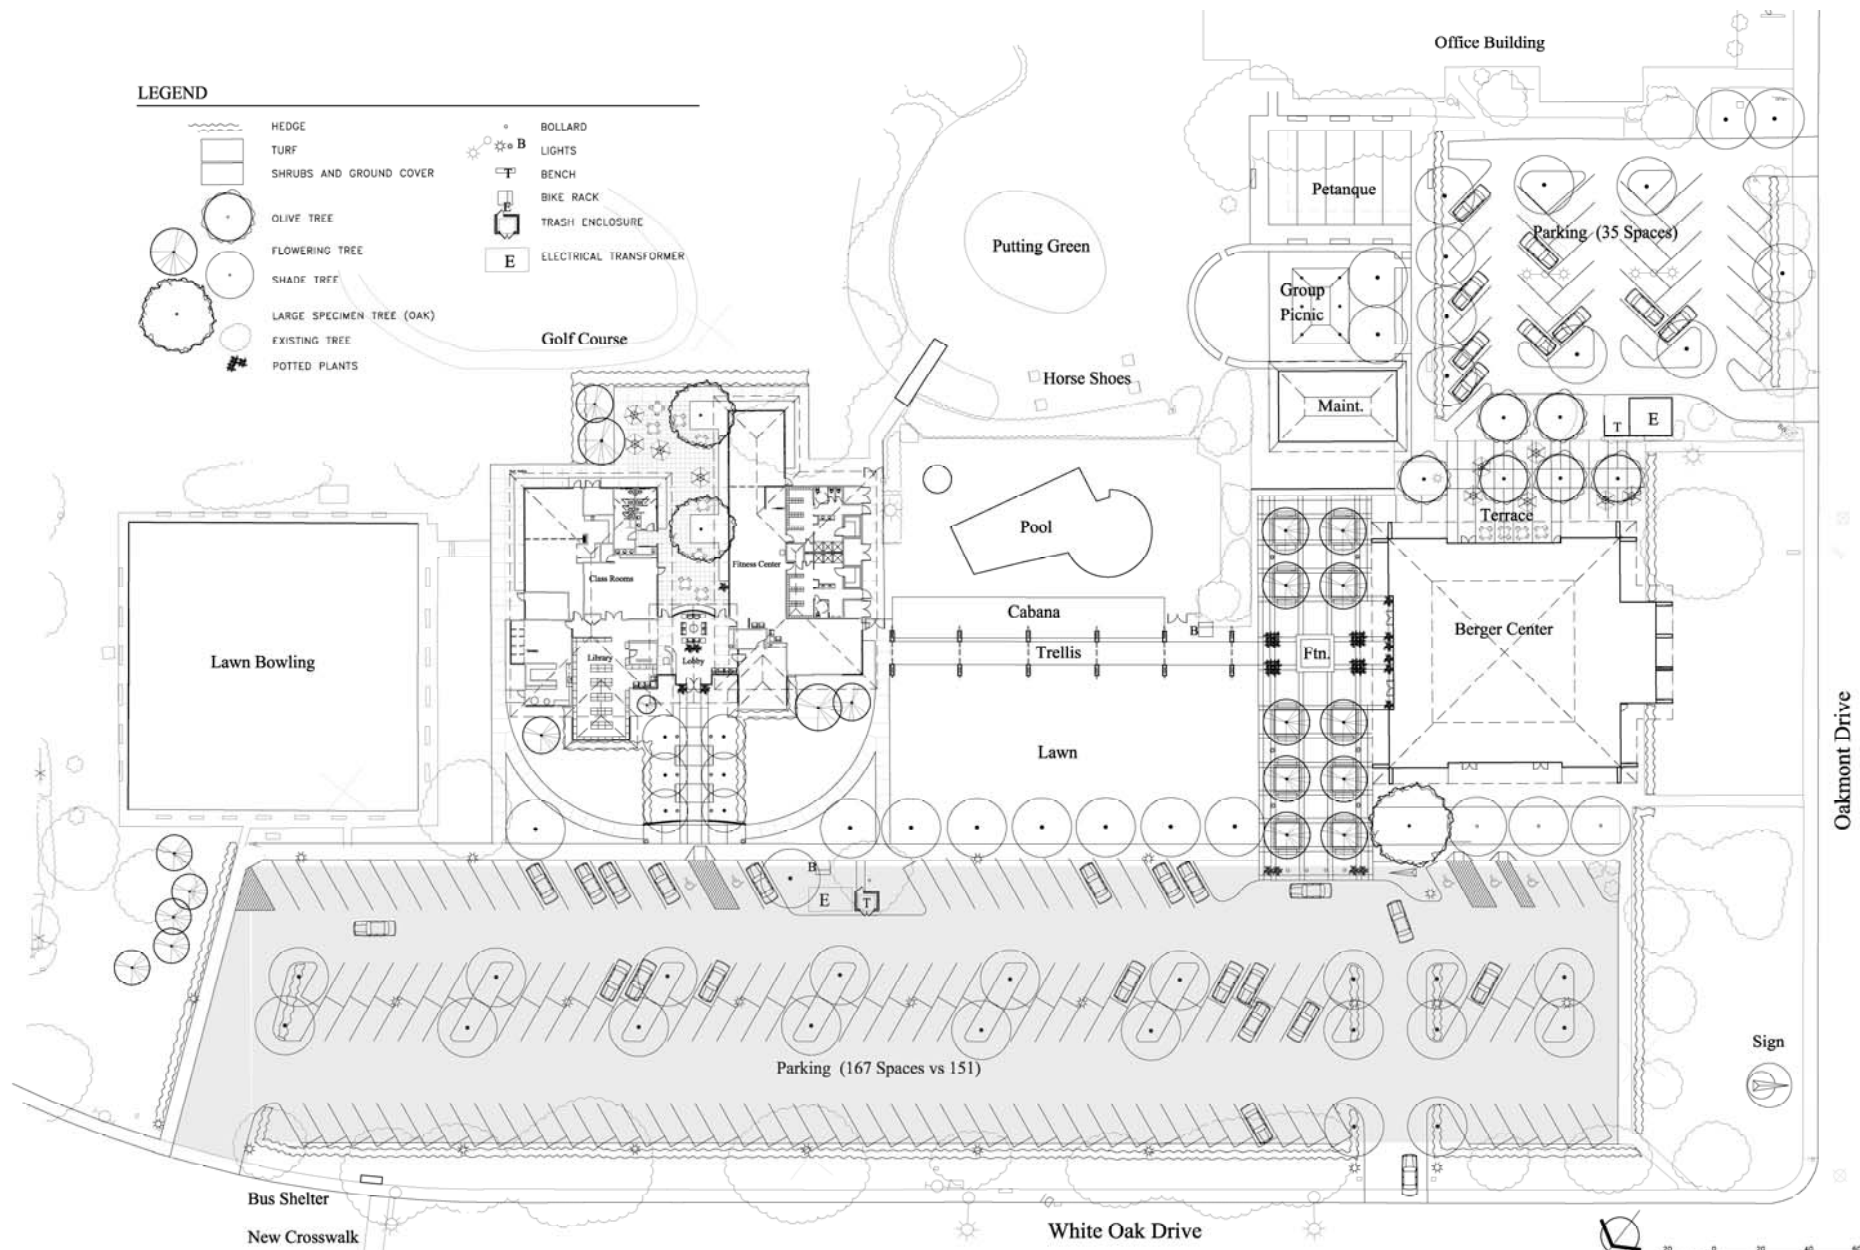 Office Building
LEGEND
HEDGE
TURF
SHRUBS AND GROUND COVER
OLIVE TREE
FLOWERING TREE
SHADE TREE
LARGE SPECIMEN TREE (OAK)
EXISTING TREE
POTTED PLANTS
BOLLARD
B
LIGHTS
T
BENCH
BIKE RACK
E
TRASH ENCLOSURE
E
ELECTRICAL TRANSFORMER
Petanque
Parking (35 Spaces)
Putting Green
Group
Picnic
Golf Course
Horse Shoes
Maint.
T
E
Terrace
Pool
Fitness Center
Class Rooms
Cabana
B
Berger Center
Trellis
Ftn.
Library
Lobby
Lawn Bowling
Lawn
Oakmont Drive
B
E
T
Parking (167 Spaces vs 151)
Sign
Bus Shelter
New Crosswalk
White Oak Drive
20
0
20
40